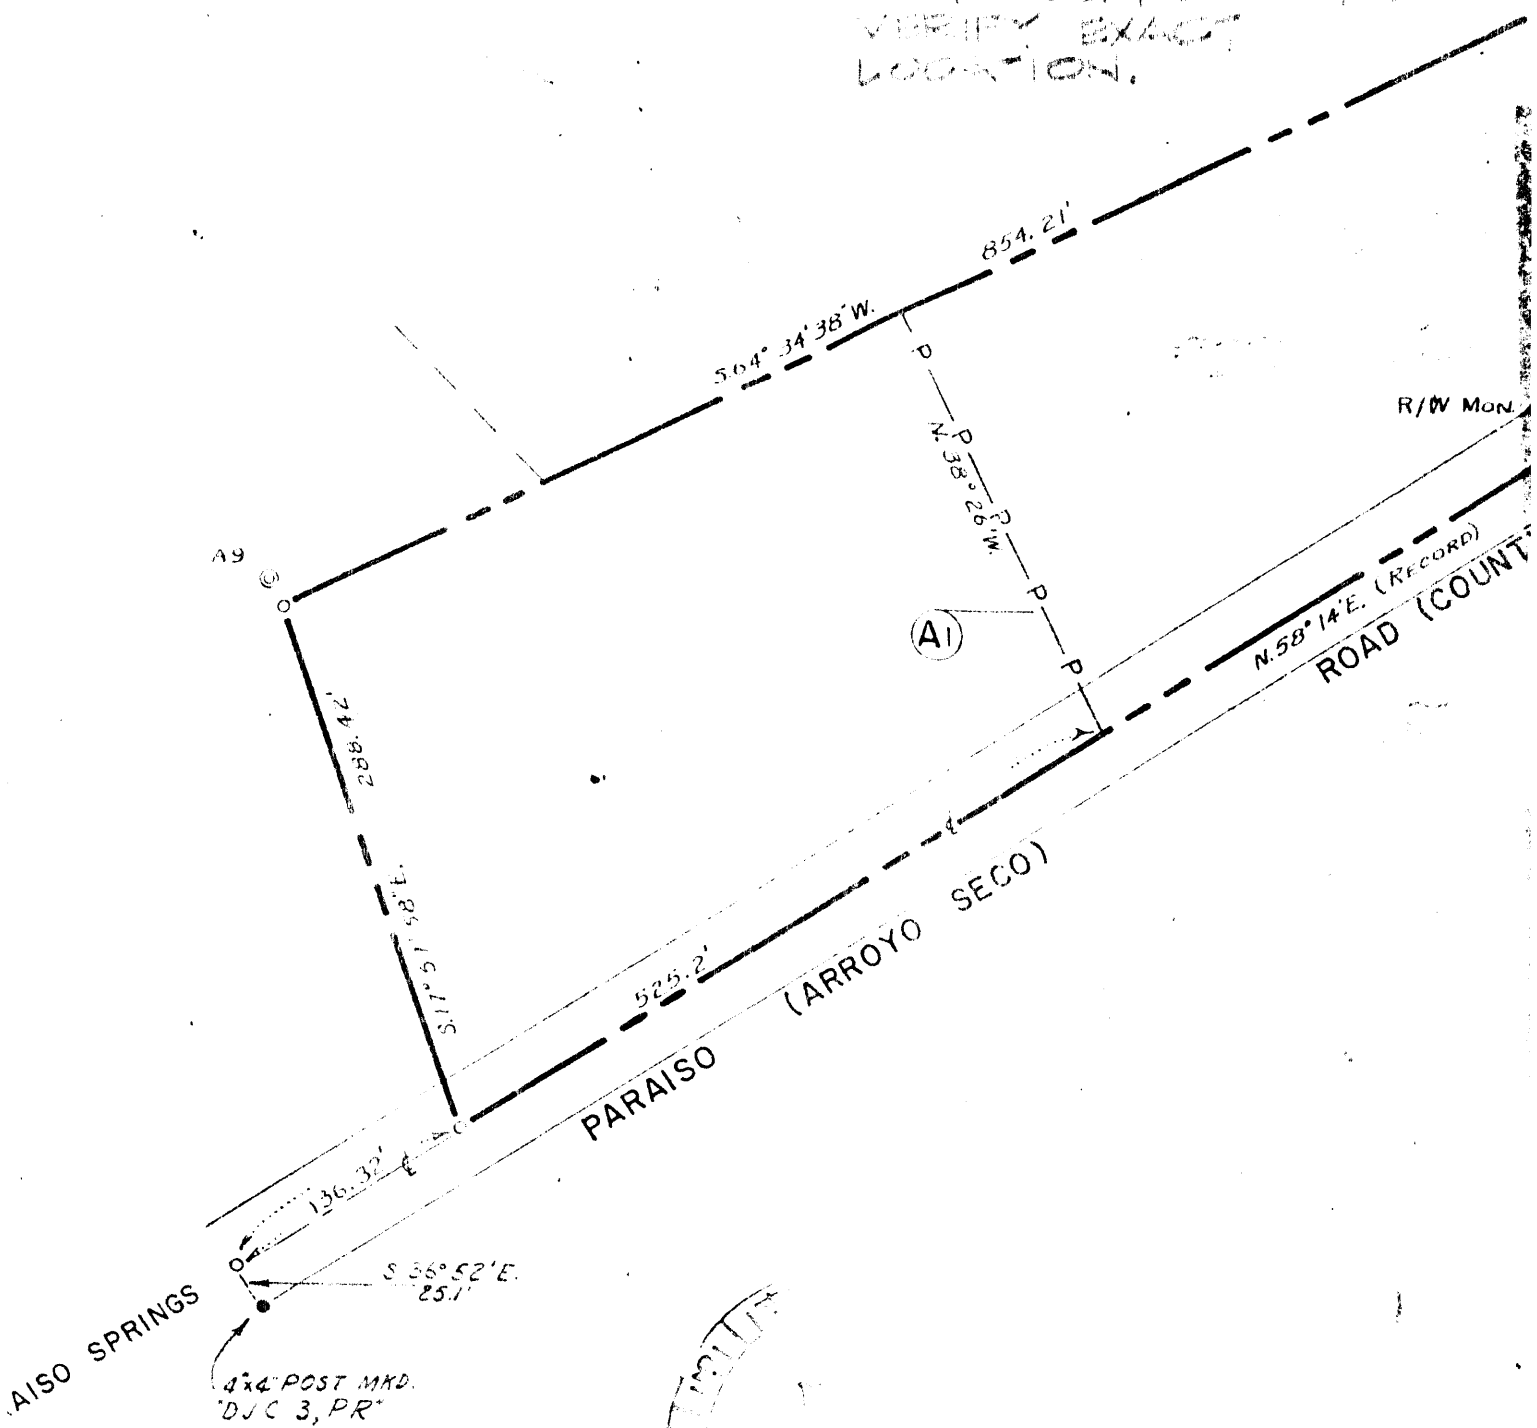 VERIFY EXACT
LOCATION.
854.21'
S.64° 34' 38" W.
R/W MON.
P
P
N. 38° 26' W.
P
P
P
A9
A1
N.58° 14' E. (RECORD)
ROAD (COUNT
288.42'
S.17° 57' 58" E.
525.2'
PARAISO (ARROYO SECO)
136.32'
S. 36° 52' E.
25.1'
AISO SPRINGS
4"x4" POST MKD.
"DJC 3, PR"